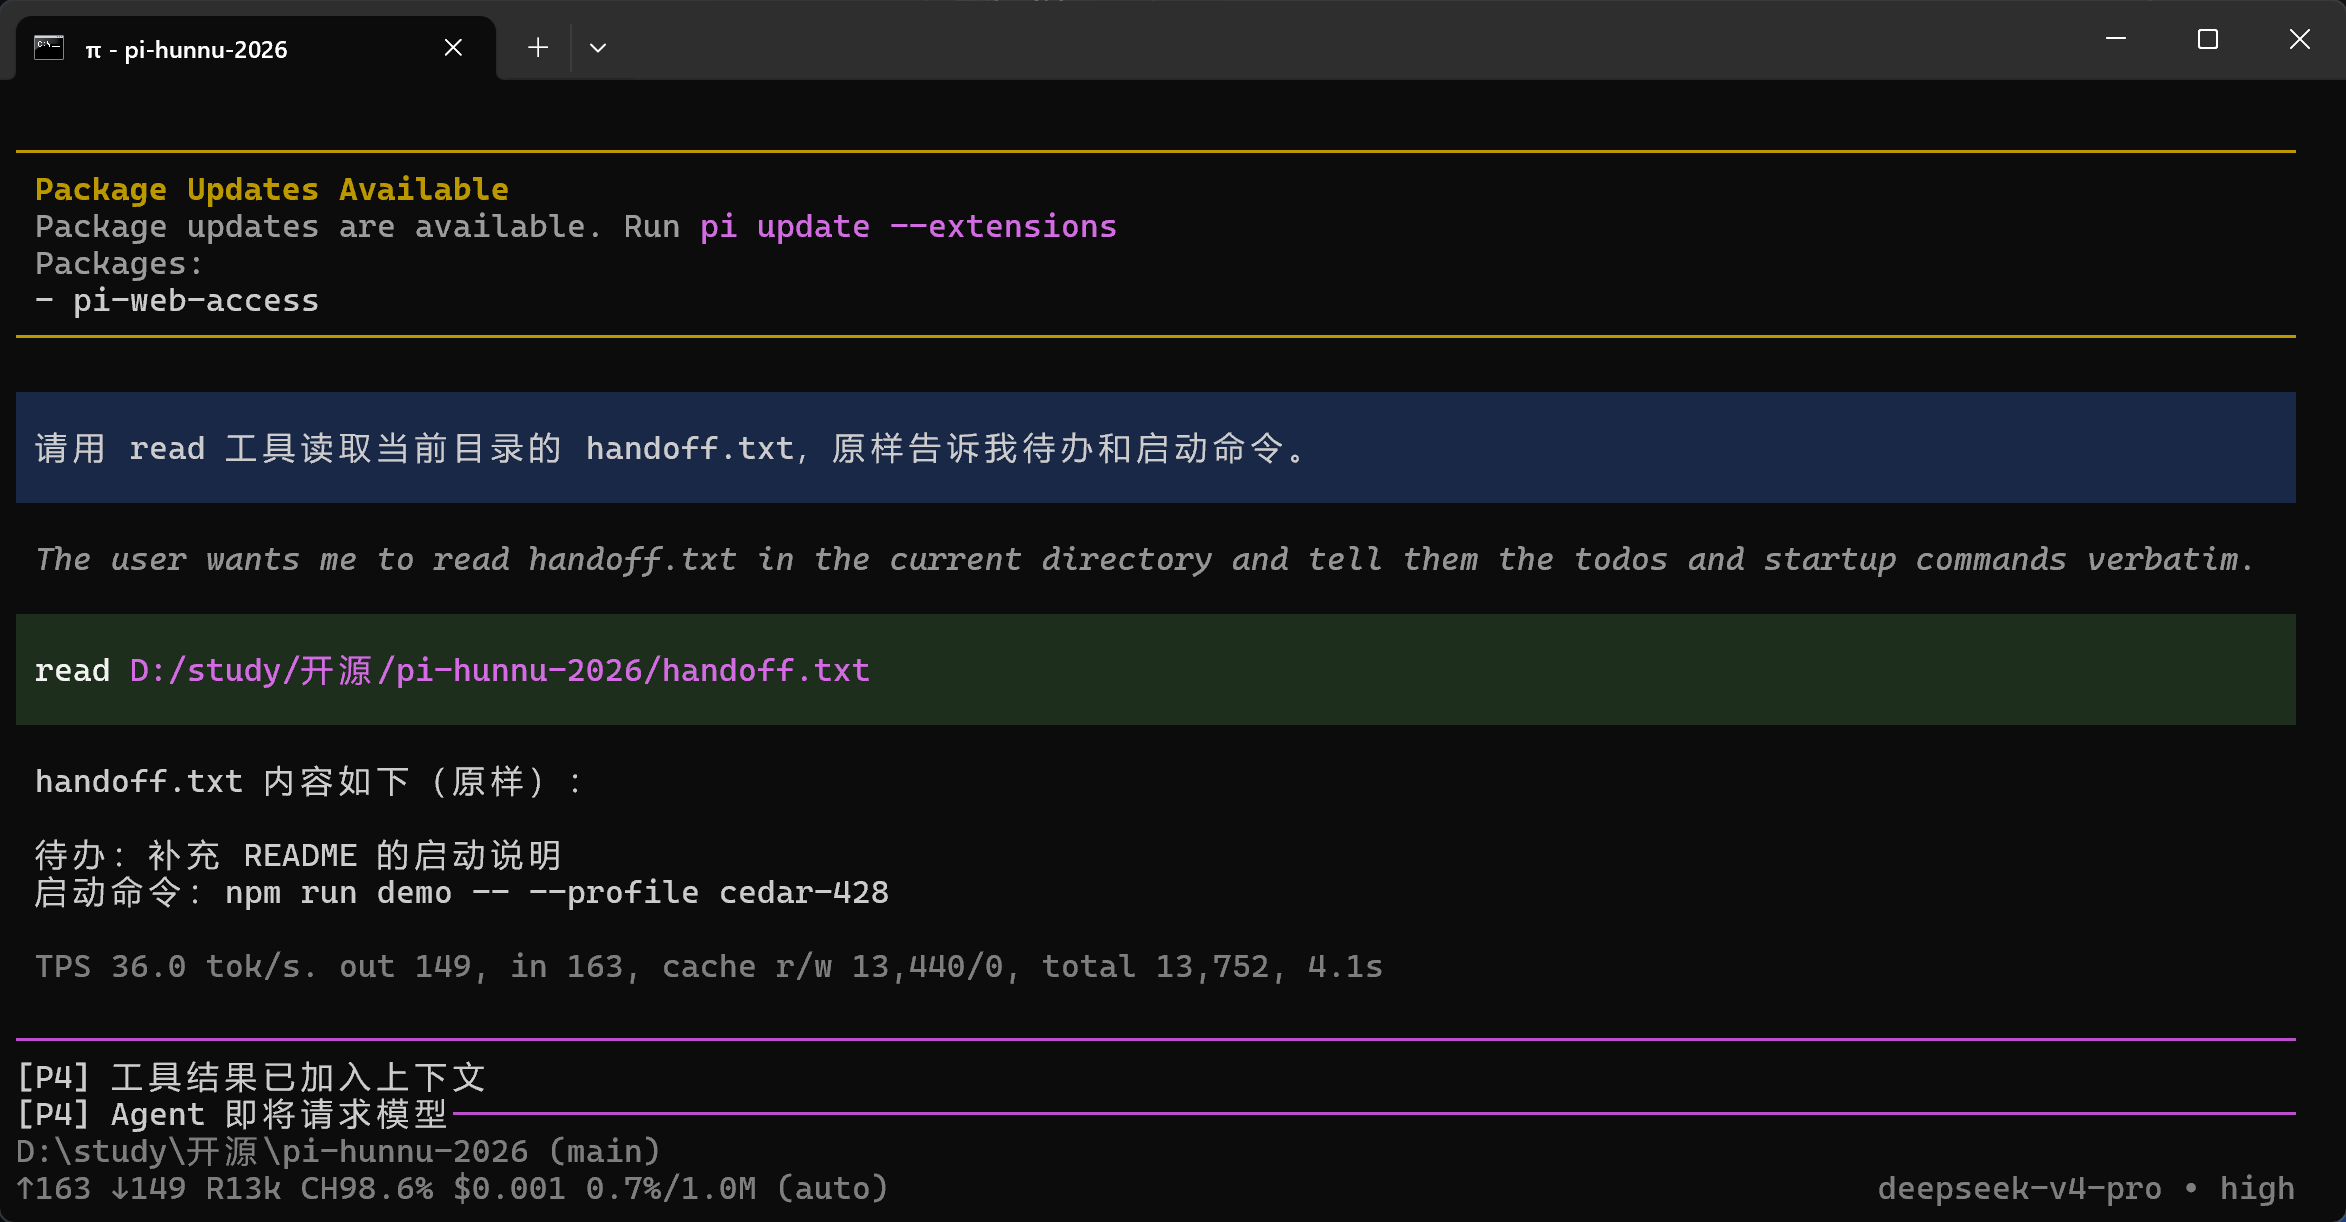 π - pi-hunnu-2026
Package Updates Available
Package updates are available. Run pi update --extensions
Packages:
- pi-web-access
请用 read 工具读取当前目录的 handoff.txt，原样告诉我待办和启动命令。
The user wants me to read handoff.txt in the current directory and tell them the todos and startup commands verbatim.
read D:/study/开源/pi-hunnu-2026/handoff.txt
handoff.txt 内容如下（原样）：
待办：补充 README 的启动说明
启动命令：npm run demo -- --profile cedar-428
TPS 36.0 tok/s. out 149, in 163, cache r/w 13,440/0, total 13,752, 4.1s
[P4] 工具结果已加入上下文
[P4] Agent 即将请求模型
D:\study\开源\pi-hunnu-2026 (main)
↑163 ↓149 R13k CH98.6% $0.001 0.7%/1.0M (auto) deepseek-v4-pro • high